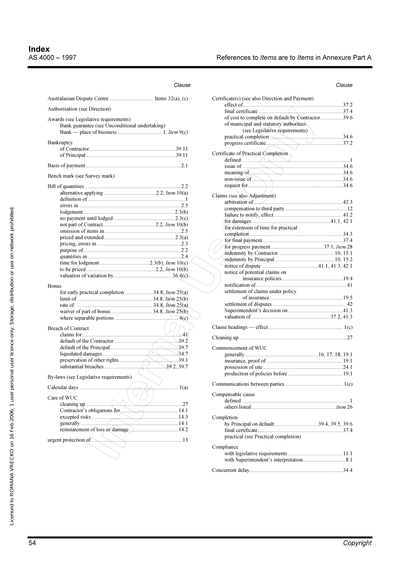 Index
AS 4000 – 1997
References to Items are to Items in Annexure Part A
Clause
Australasian Dispute Centre ............................ Items 32(a), (c)
Authorisation (see Direction)
Awards (see Legislative requirements)
Bank guarantee (see Unconditional undertaking)
Bank — place of business ............................ 1, Item 9(c)
Bankruptcy
of Contractor ............................ 39.11
of Principal ............................ 39.11
Basis of payment ............................ 2.1
Bench mark (see Survey mark)
Bill of quantities ............................ 2.2
alternative applying ............................ 2.2, Item 10(a)
definition of ............................ 1
errors in ............................ 2.5
lodgement ............................ 2.3(b)
no payment until lodged ............................ 2.3(c)
not part of Contract ............................ 2.2, Item 10(b)
omission of items in ............................ 2.5
priced and extended ............................ 2.3(a)
pricing, errors in ............................ 2.3
purpose of ............................ 2.2
quantities in ............................ 2.4
time for lodgment ............................ 2.3(b), Item 10(c)
to be priced ............................ 2.2, Item 10(b)
valuation of variation by ............................ 36.4(c)
Bonus
for early practical completion ............................ 34.8, Item 25(a)
limit of ............................ 34.8, Item 25(b)
rate of ............................ 34.8, Item 25(a)
waiver of part of bonus ............................ 34.8, Item 25(b)
where separable portions ............................ 4(c)
Breach of Contract
claims for ............................ 41
default of the Contractor ............................ 39.2
default of the Principal ............................ 39.7
liquidated damages ............................ 34.7
preservation of other rights ............................ 39.1
substantial breaches ............................ 39.2, 39.7
By-laws (see Legislative requirements)
Calendar days ............................ 1(a)
Care of WUC
cleaning up ............................ 27
Contractor's obligations for ............................ 14.1
excepted risks ............................ 14.3
generally ............................ 14.1
reinstatement of loss or damage ............................ 14.2
urgent protection of ............................ 13
Clause
Certificate(s) (see also Direction and Payment)
effect of ............................ 37.2
final certificate ............................ 37.4
of cost to complete on default by Contractor ............................ 39.6
of municipal and statutory authorities
(see Legislative requirements)
practical completion ............................ 34.6
progress certificate ............................ 37.2
Certificate of Practical Completion
defined ............................ 1
issue of ............................ 34.6
meaning of ............................ 34.6
non-issue of ............................ 34.6
request for ............................ 34.6
Claims (see also Adjustment)
arbitration of ............................ 42.3
compensation to third party ............................ 12
failure to notify, effect ............................ 41.2
for damages ............................ 41.1, 42.1
for extension of time for practical
completion ............................ 34.3
for final payment ............................ 37.4
for progress payment ............................ 37.1, Item 28
indemnity by Contractor ............................ 10, 15.1
indemnity by Principal ............................ 10, 15.2
notice of dispute ............................ 41.1, 41.3, 42.1
notice of potential claims on
insurance policies ............................ 19.4
notification of ............................ 41
settlement of claims under policy
of insurance ............................ 19.5
settlement of disputes ............................ 42
Superintendent's decision on ............................ 41.3
valuation of ............................ 37.2, 41.3
Clause headings — effect ............................ 1(c)
Cleaning up ............................ 27
Commencement of WUC
generally ............................ 16, 17, 18, 19.1
insurance, proof of ............................ 19.1
possession of site ............................ 24.1
production of policies before ............................ 19.1
Communications between parties ............................ 1(e)
Compensable cause
defined ............................ 1
others listed ............................ Item 26
Completion
by Principal on default ............................ 39.4, 39.5, 39.6
final certificate ............................ 37.4
practical (see Practical completion)
Compliance
with legislative requirements ............................ 11.1
with Superintendent's interpretation ............................ 8.1
Concurrent delay ............................ 34.4
Licensed to ROMANA VRECKO on 16 Feb 2006. 1 user personal user licence only. Storage, distribution or use on network prohibited.
54
Copyright